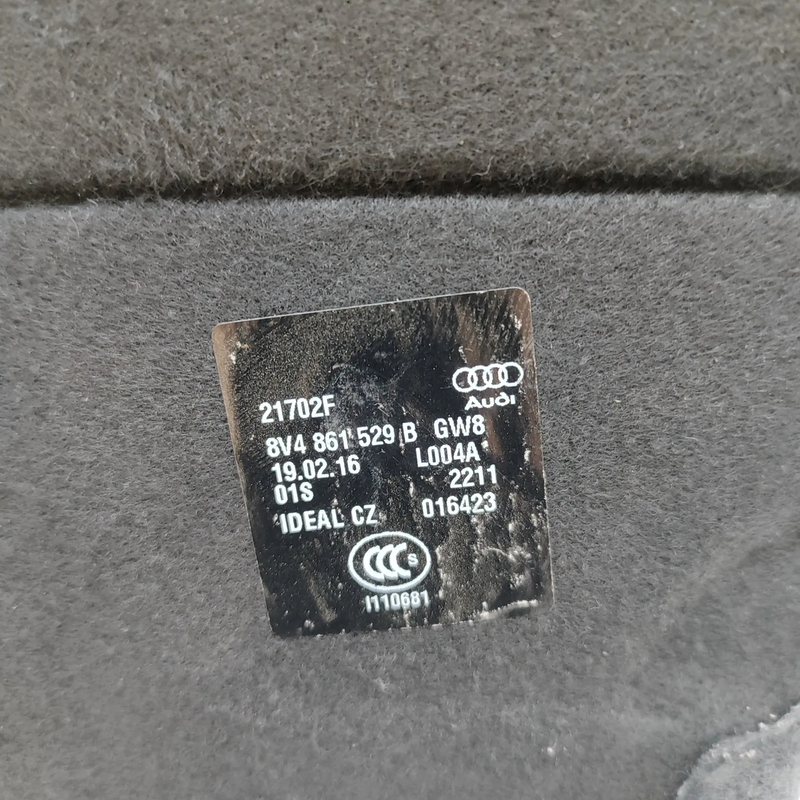 Audi
21702F
8V4 861 529 B GW8
19.02.16 L004A
01S 2211
IDEAL CZ 016423
CCC S
I110681